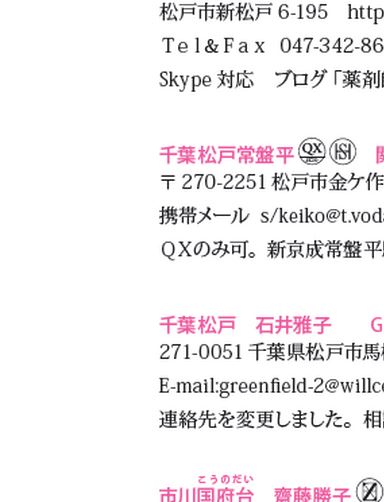 松戸市新松戸 6-195　http
Tel&Fax 047-342-86
Skype 対応　ブログ「薬剤
千葉松戸常盤平 QX HSI
〒270-2251 松戸市金ケ作
携帯メール s/keiko@t.vod
QXのみ可。新京成常盤平
千葉松戸　石井雅子　G
271-0051 千葉県松戸市馬
E-mail:greenfield-2@willc
連絡先を変更しました。相
こうのだい
市川国府台　齋藤勝子